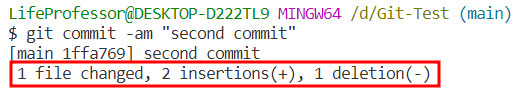 LifeProfessor@DESKTOP-D222TL9 MINGW64 /d/Git-Test (main)
$ git commit -am "second commit"
[main 1ffa769] second commit
1 file changed, 2 insertions(+), 1 deletion(-)